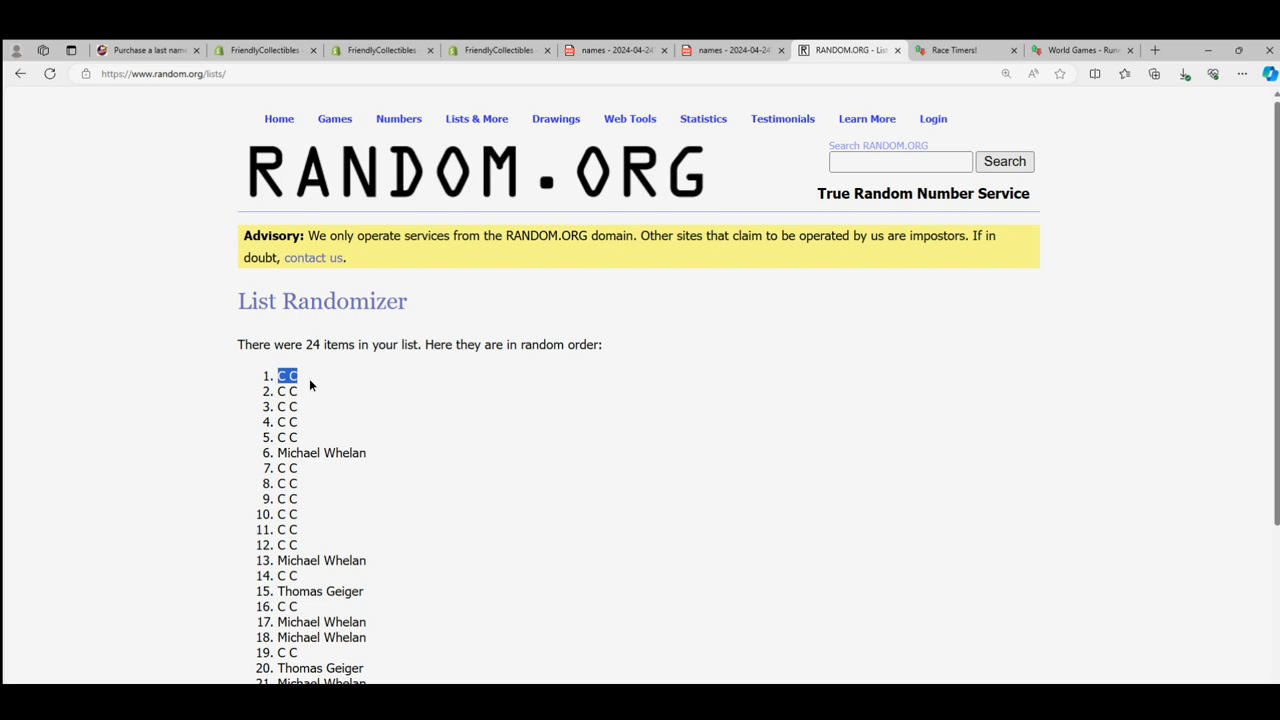 Purchase a last name
FriendlyCollectibles
FriendlyCollectibles
FriendlyCollectibles
names - 2024-04-24
names - 2024-04-24
RANDOM.ORG - List
Race Timers!
World Games - Runn
https://www.random.org/lists/
Home Games Numbers Lists & More Drawings Web Tools Statistics Testimonials Learn More Login
RANDOM.ORG
Search RANDOM.ORG
Search
True Random Number Service
Advisory: We only operate services from the RANDOM.ORG domain. Other sites that claim to be operated by us are impostors. If in
doubt, contact us.
List Randomizer
There were 24 items in your list. Here they are in random order:
1. C C
2. C C
3. C C
4. C C
5. C C
6. Michael Whelan
7. C C
8. C C
9. C C
10. C C
11. C C
12. C C
13. Michael Whelan
14. C C
15. Thomas Geiger
16. C C
17. Michael Whelan
18. Michael Whelan
19. C C
20. Thomas Geiger
21. Michael Whelan